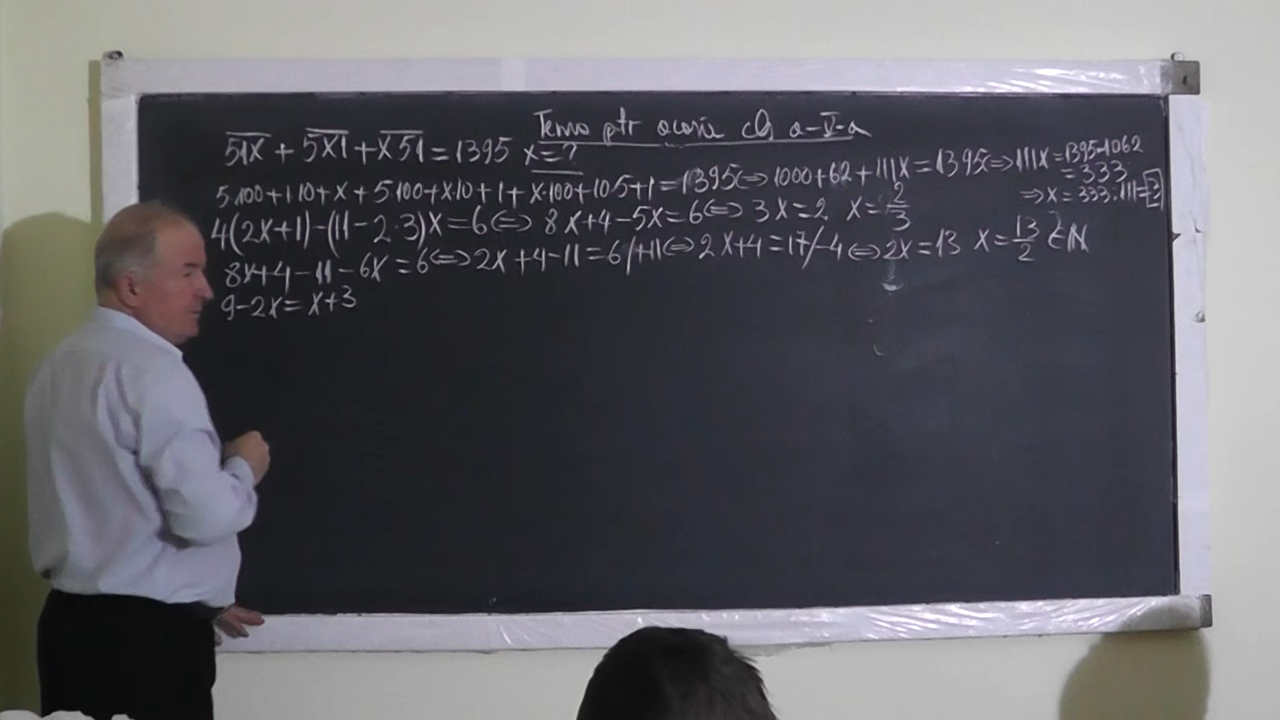 Tema ptr acasă cls a-V-a
51x + 5x1 + x51 = 1395 x = ?
5·100+1·10+x+5·100+x·10+1+x·100+10·5+1=1395⇔1000+62+111x=1395⇒111x=1395-1062
=333
⇒x=333:111=3
4(2x+1)-(11-2·3)x=6⇔8x+4-5x=6⇔3x=2 x=2/3
8x+4-11-6x=6⇔2x+4-11=6/+11⇔2x+4=17/-4⇔2x=13 x=13/2 ∉ N
9-2x=x+3